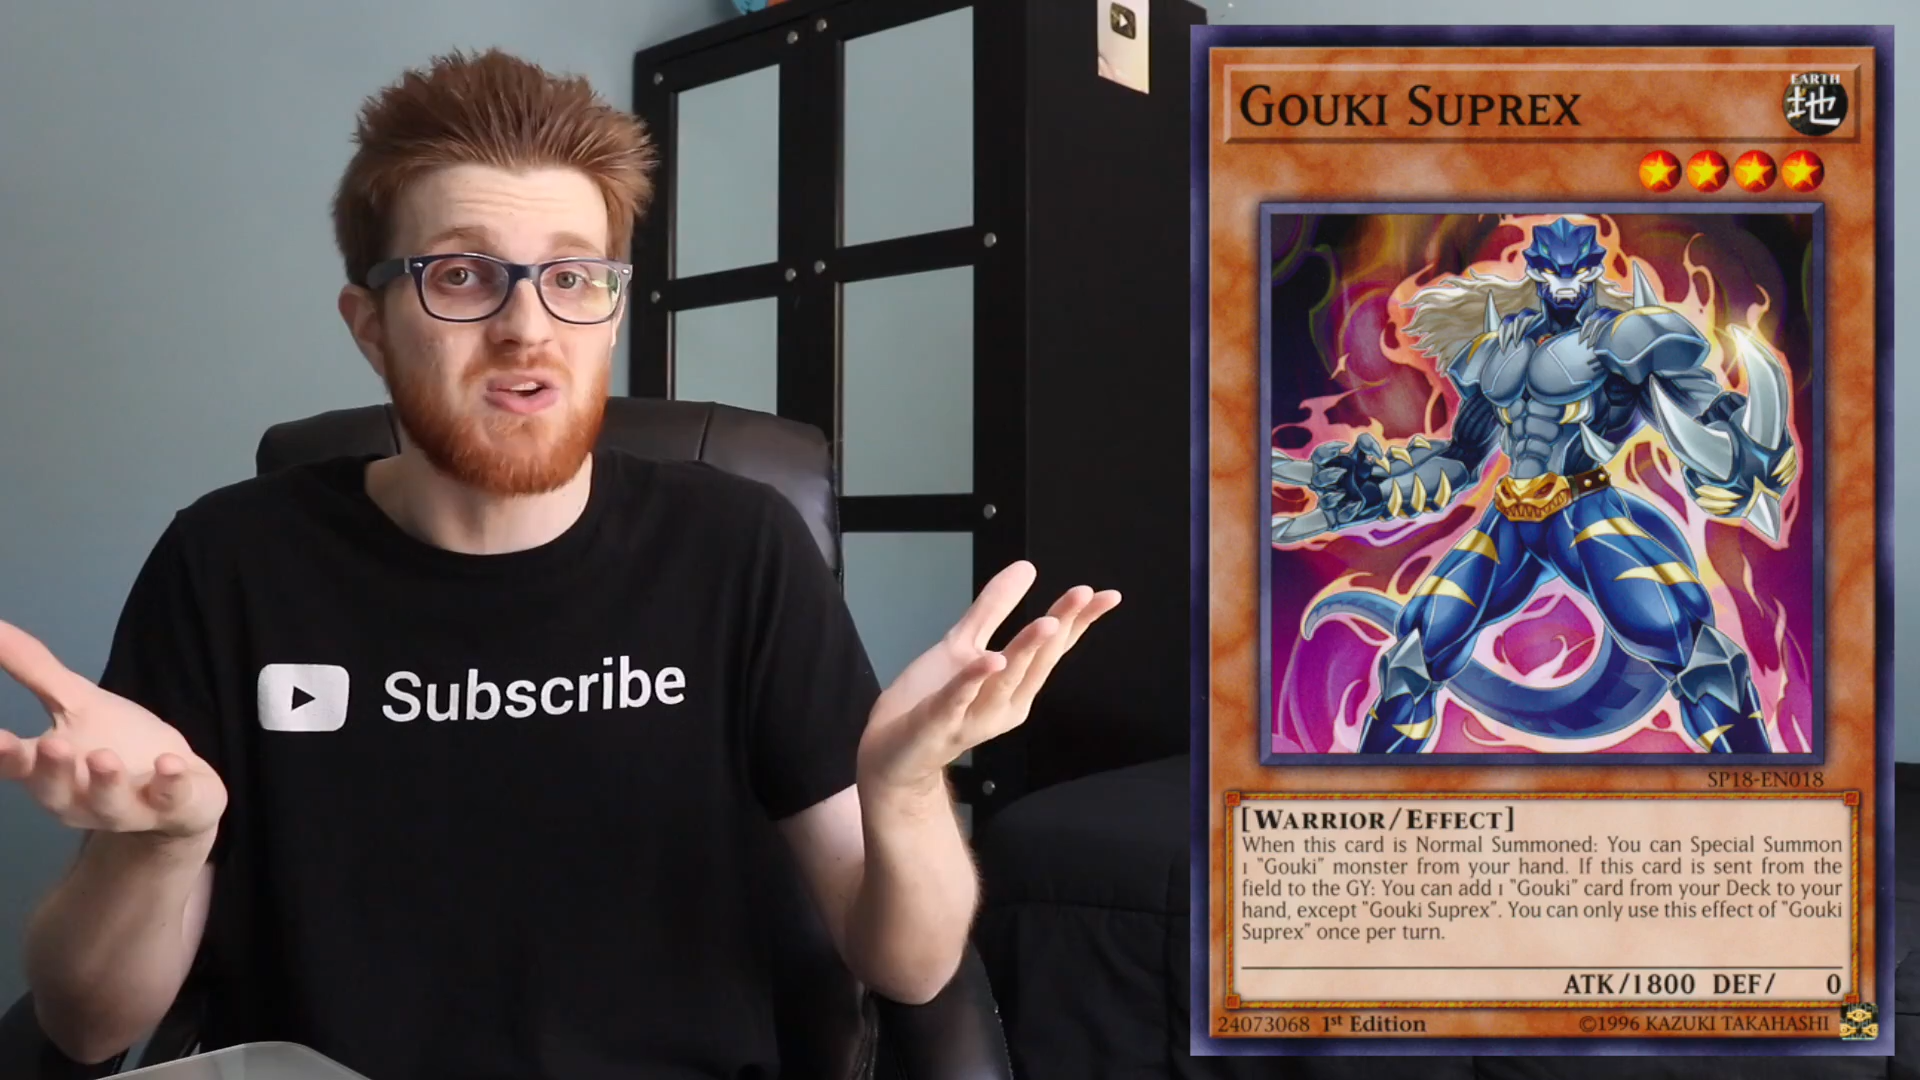 Subscribe
GOUKI SUPREX
EARTH
地
SP18-EN018
[WARRIOR/EFFECT]
When this card is Normal Summoned: You can Special Summon
1 "Gouki" monster from your hand. If this card is sent from the
field to the GY: You can add 1 "Gouki" card from your Deck to your
hand, except "Gouki Suprex". You can only use this effect of "Gouki
Suprex" once per turn.
ATK/1800 DEF/ 0
24073068 1st Edition ©1996 KAZUKI TAKAHASHI